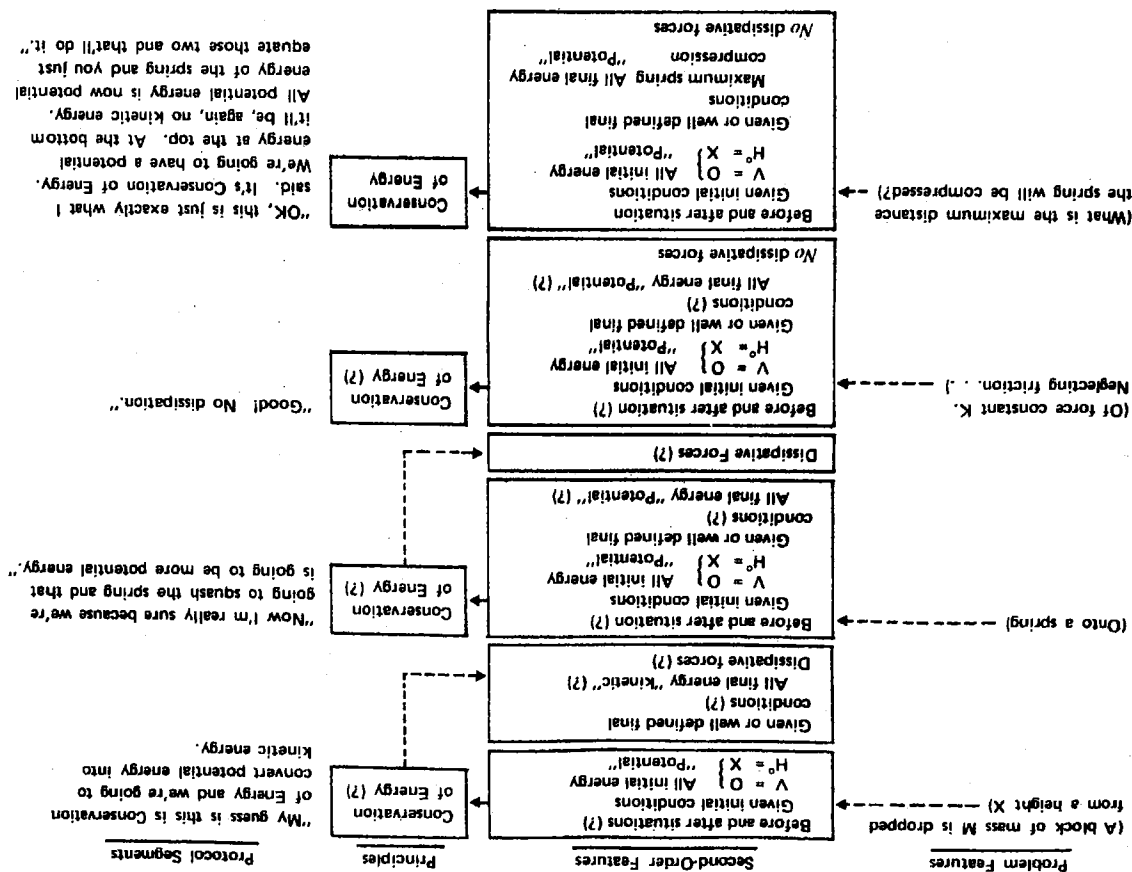 Problem Features
Second-Order Features
Principles
Protocol Segments
(A block of mass M is dropped
from a height X)
Before and after situations (?)
Given initial conditions
V = O } All initial energy
H° = X } "Potential"
Conservation
of Energy (?)
"My guess is this is Conservation
of Energy and we're going to
convert potential energy into
kinetic energy.
Given or well defined final
conditions (?)
All final energy "kinetic" (?)
Dissipative forces (?)
(Onto a spring)
Before and after situation (?)
Given initial conditions
V = O } All initial energy
H° = X } "Potential"
Given or well defined final
conditions (?)
All final energy "Potential" (?)
Conservation
of Energy (?)
"Now I'm really sure because we're
going to squash the spring and that
is going to be more potential energy."
Dissipative Forces (?)
(Of force constant K.
Neglecting friction. . .)
Before and after situation (?)
Given initial conditions
V = O } All initial energy
H° = X } "Potential"
Given or well defined final
conditions (?)
All final energy "Potential" (?)
No dissipative forces
Conservation
of Energy (?)
"Good! No dissipation."
(What is the maximum distance
the spring will be compressed?)
Before and after situation
Given initial conditions
V = O } All initial energy
H° = X } "Potential"
Given or well defined final
conditions
Maximum spring All final energy
compression "Potential"
No dissipative forces
Conservation
of Energy
"OK, this is just exactly what I
said. It's Conservation of Energy.
We're going to have a potential
energy at the top. At the bottom
it'll be, again, no kinetic energy.
All potential energy is now potential
energy of the spring and you just
equate those two and that'll do it."